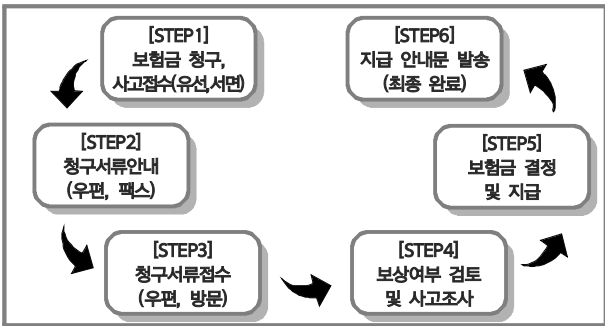 [STEP1]
보험금 청구,
사고접수(유선,서면)
[STEP2]
청구서류안내
(우편, 팩스)
[STEP3]
청구서류접수
(우편, 방문)
[STEP4]
보상여부 검토
및 사고조사
[STEP5]
보험금 결정
및 지급
[STEP6]
지급 안내문 발송
(최종 완료)